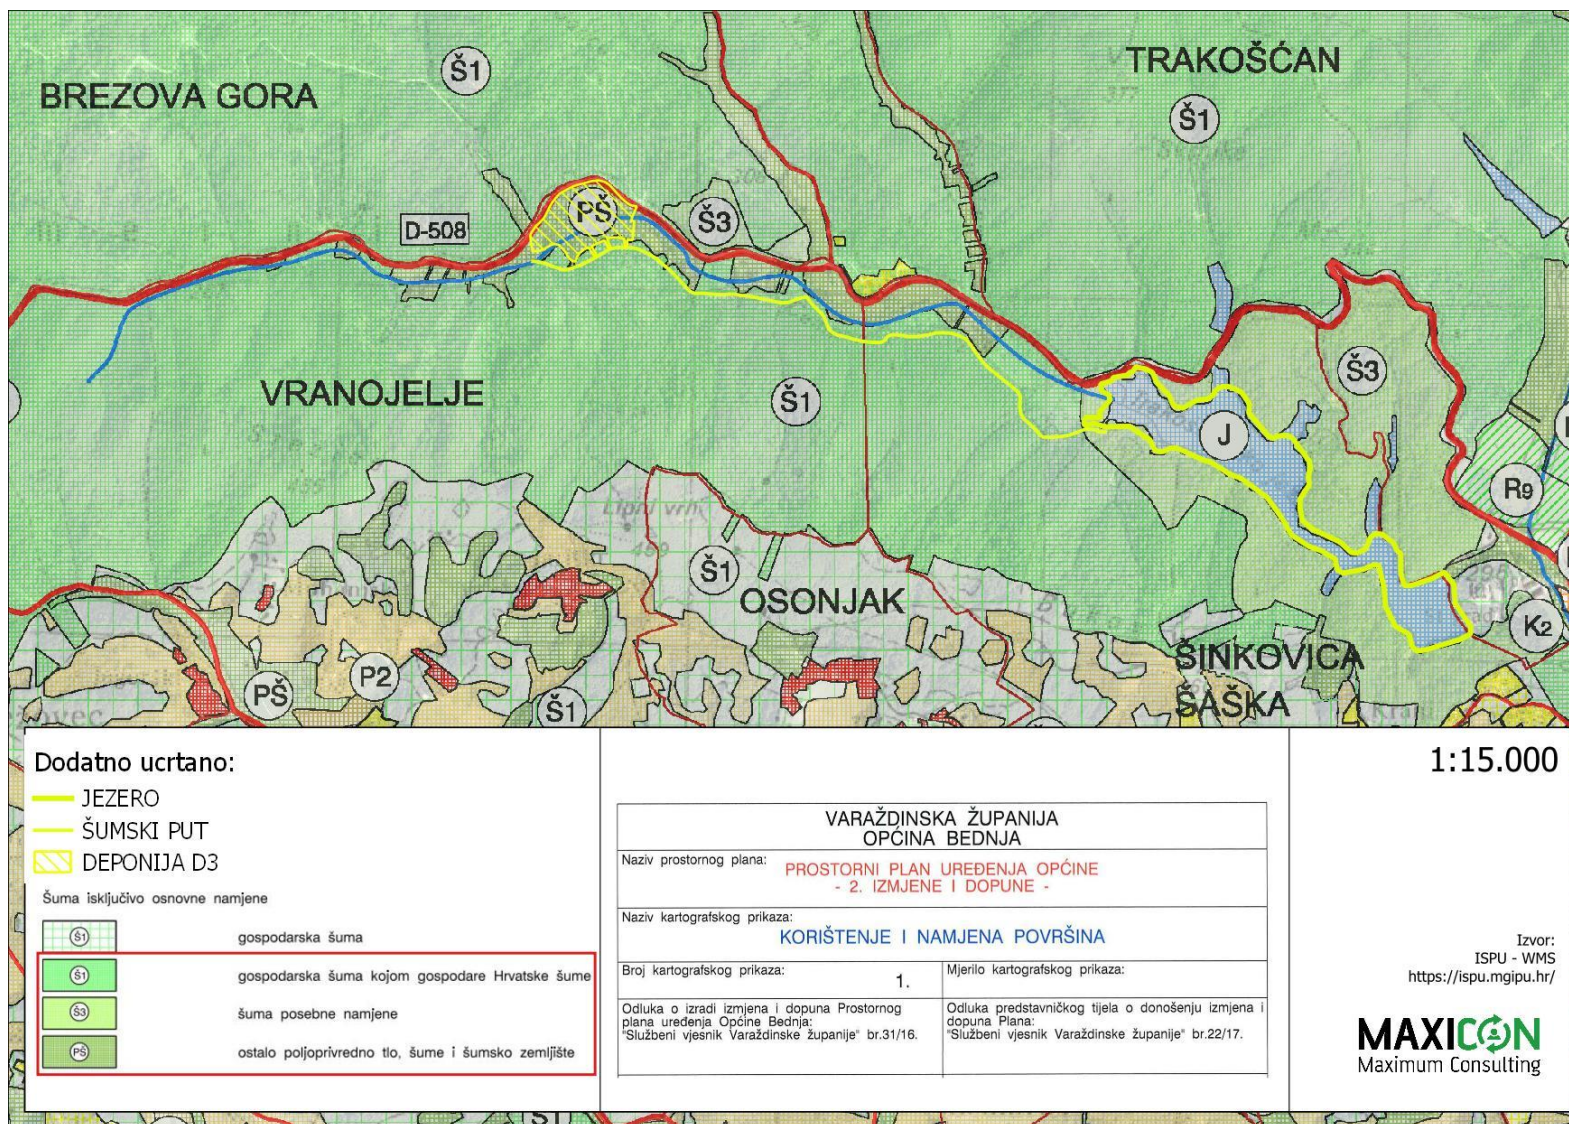 BREZOVA GORA
Š1
TRAKOŠĆAN
Š1
PŠ
Š3
D-508
VRANOJELJE
Š1
Š3
J
R9
Lipni vrh
489
Š1
OSONJAK
K2
ŠINKOVICA
ŠAŠKA
P2
PŠ
Š1
Dodatno ucrtano:
JEZERO
ŠUMSKI PUT
DEPONIJA D3
Šuma isključivo osnovne namjene
Š1 gospodarska šuma
Š1 gospodarska šuma kojom gospodare Hrvatske šume
Š3 šuma posebne namjene
PŠ ostalo poljoprivredno tlo, šume i šumsko zemljište
VARAŽDINSKA ŽUPANIJA
OPĆINA BEDNJA
Naziv prostornog plana:
PROSTORNI PLAN UREĐENJA OPĆINE
- 2. IZMJENE I DOPUNE -
Naziv kartografskog prikaza:
KORIŠTENJE I NAMJENA POVRŠINA
Broj kartografskog prikaza:
1.
Mjerilo kartografskog prikaza:
Odluka o izradi izmjena i dopuna Prostornog
plana uređenja Općine Bednja:
"Službeni vjesnik Varaždinske županije" br.31/16.
Odluka predstavničkog tijela o donošenju izmjena i
dopuna Plana:
"Službeni vjesnik Varaždinske županije" br.22/17.
1:15.000
Izvor:
ISPU - WMS
https://ispu.mgipu.hr/
MAXICON
Maximum Consulting
Š1